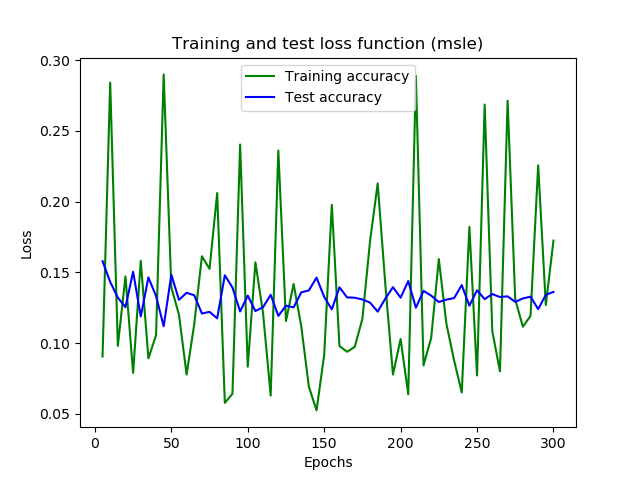 Training and test loss function (msle)
Training accuracy
Test accuracy
0.30
0.25
0.20
0.15
0.10
0.05
Loss
0
50
100
150
200
250
300
Epochs